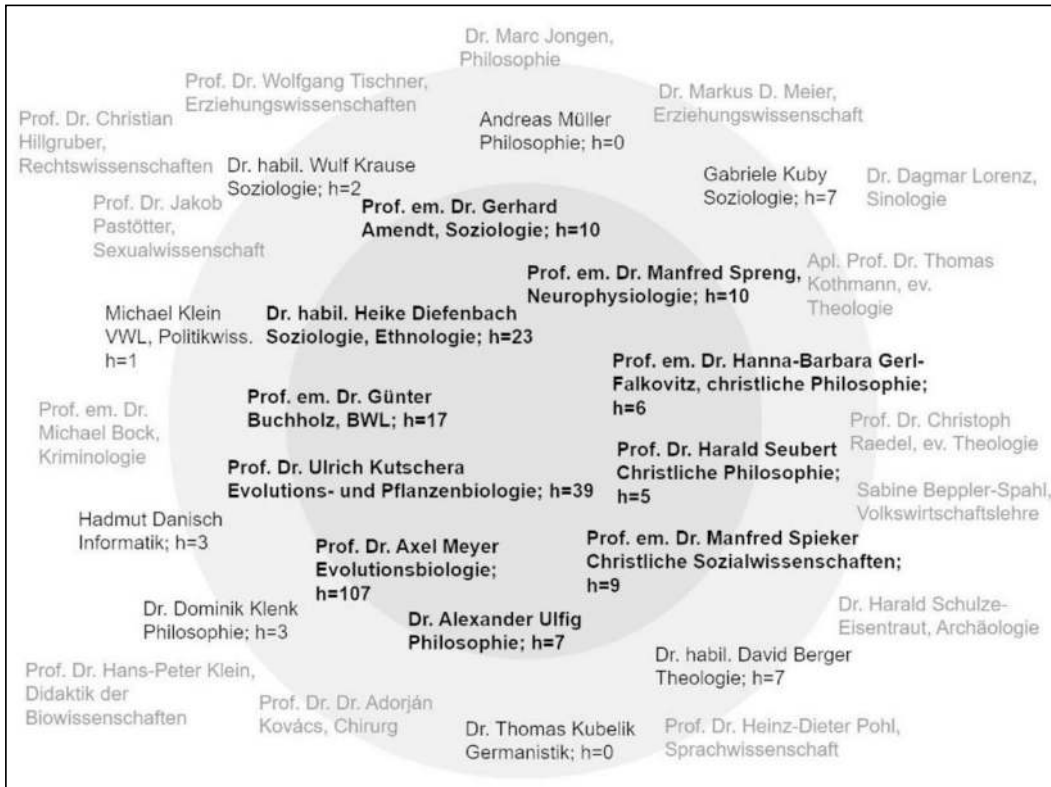 Dr. Marc Jongen,
Philosophie
Prof. Dr. Wolfgang Tischner,
Erziehungswissenschaften
Dr. Markus D. Meier,
Erziehungswissenschaft
Prof. Dr. Christian
Hillgruber,
Rechtswissenschaften
Andreas Müller
Philosophie; h=0
Dr. habil. Wulf Krause
Soziologie; h=2
Gabriele Kuby
Soziologie; h=7
Dr. Dagmar Lorenz,
Sinologie
Prof. Dr. Jakob
Pastötter,
Sexualwissenschaft
Prof. em. Dr. Gerhard
Amendt, Soziologie; h=10
Prof. em. Dr. Manfred Spreng,
Neurophysiologie; h=10
Apl. Prof. Dr. Thomas
Kothmann, ev.
Theologie
Michael Klein
VWL, Politikwiss.
h=1
Dr. habil. Heike Diefenbach
Soziologie, Ethnologie; h=23
Prof. em. Dr. Hanna-Barbara Gerl-
Falkovitz, christliche Philosophie;
h=6
Prof. em. Dr. Günter
Buchholz, BWL; h=17
Prof. em. Dr.
Michael Bock,
Kriminologie
Prof. Dr. Christoph
Raedel, ev. Theologie
Prof. Dr. Harald Seubert
Christliche Philosophie;
h=5
Prof. Dr. Ulrich Kutschera
Evolutions- und Pflanzenbiologie; h=39
Sabine Beppler-Spahl,
Volkswirtschaftslehre
Hadmut Danisch
Informatik; h=3
Prof. Dr. Axel Meyer
Evolutionsbiologie;
h=107
Prof. em. Dr. Manfred Spieker
Christliche Sozialwissenschaften;
h=9
Dr. Dominik Klenk
Philosophie; h=3
Dr. Alexander Ulfig
Philosophie; h=7
Dr. Harald Schulze-
Eisentraut, Archäologie
Dr. habil. David Berger
Theologie; h=7
Prof. Dr. Hans-Peter Klein,
Didaktik der
Biowissenschaften
Prof. Dr. Dr. Adorján
Kovács, Chirurg
Dr. Thomas Kubelik
Germanistik; h=0
Prof. Dr. Heinz-Dieter Pohl,
Sprachwissenschaft